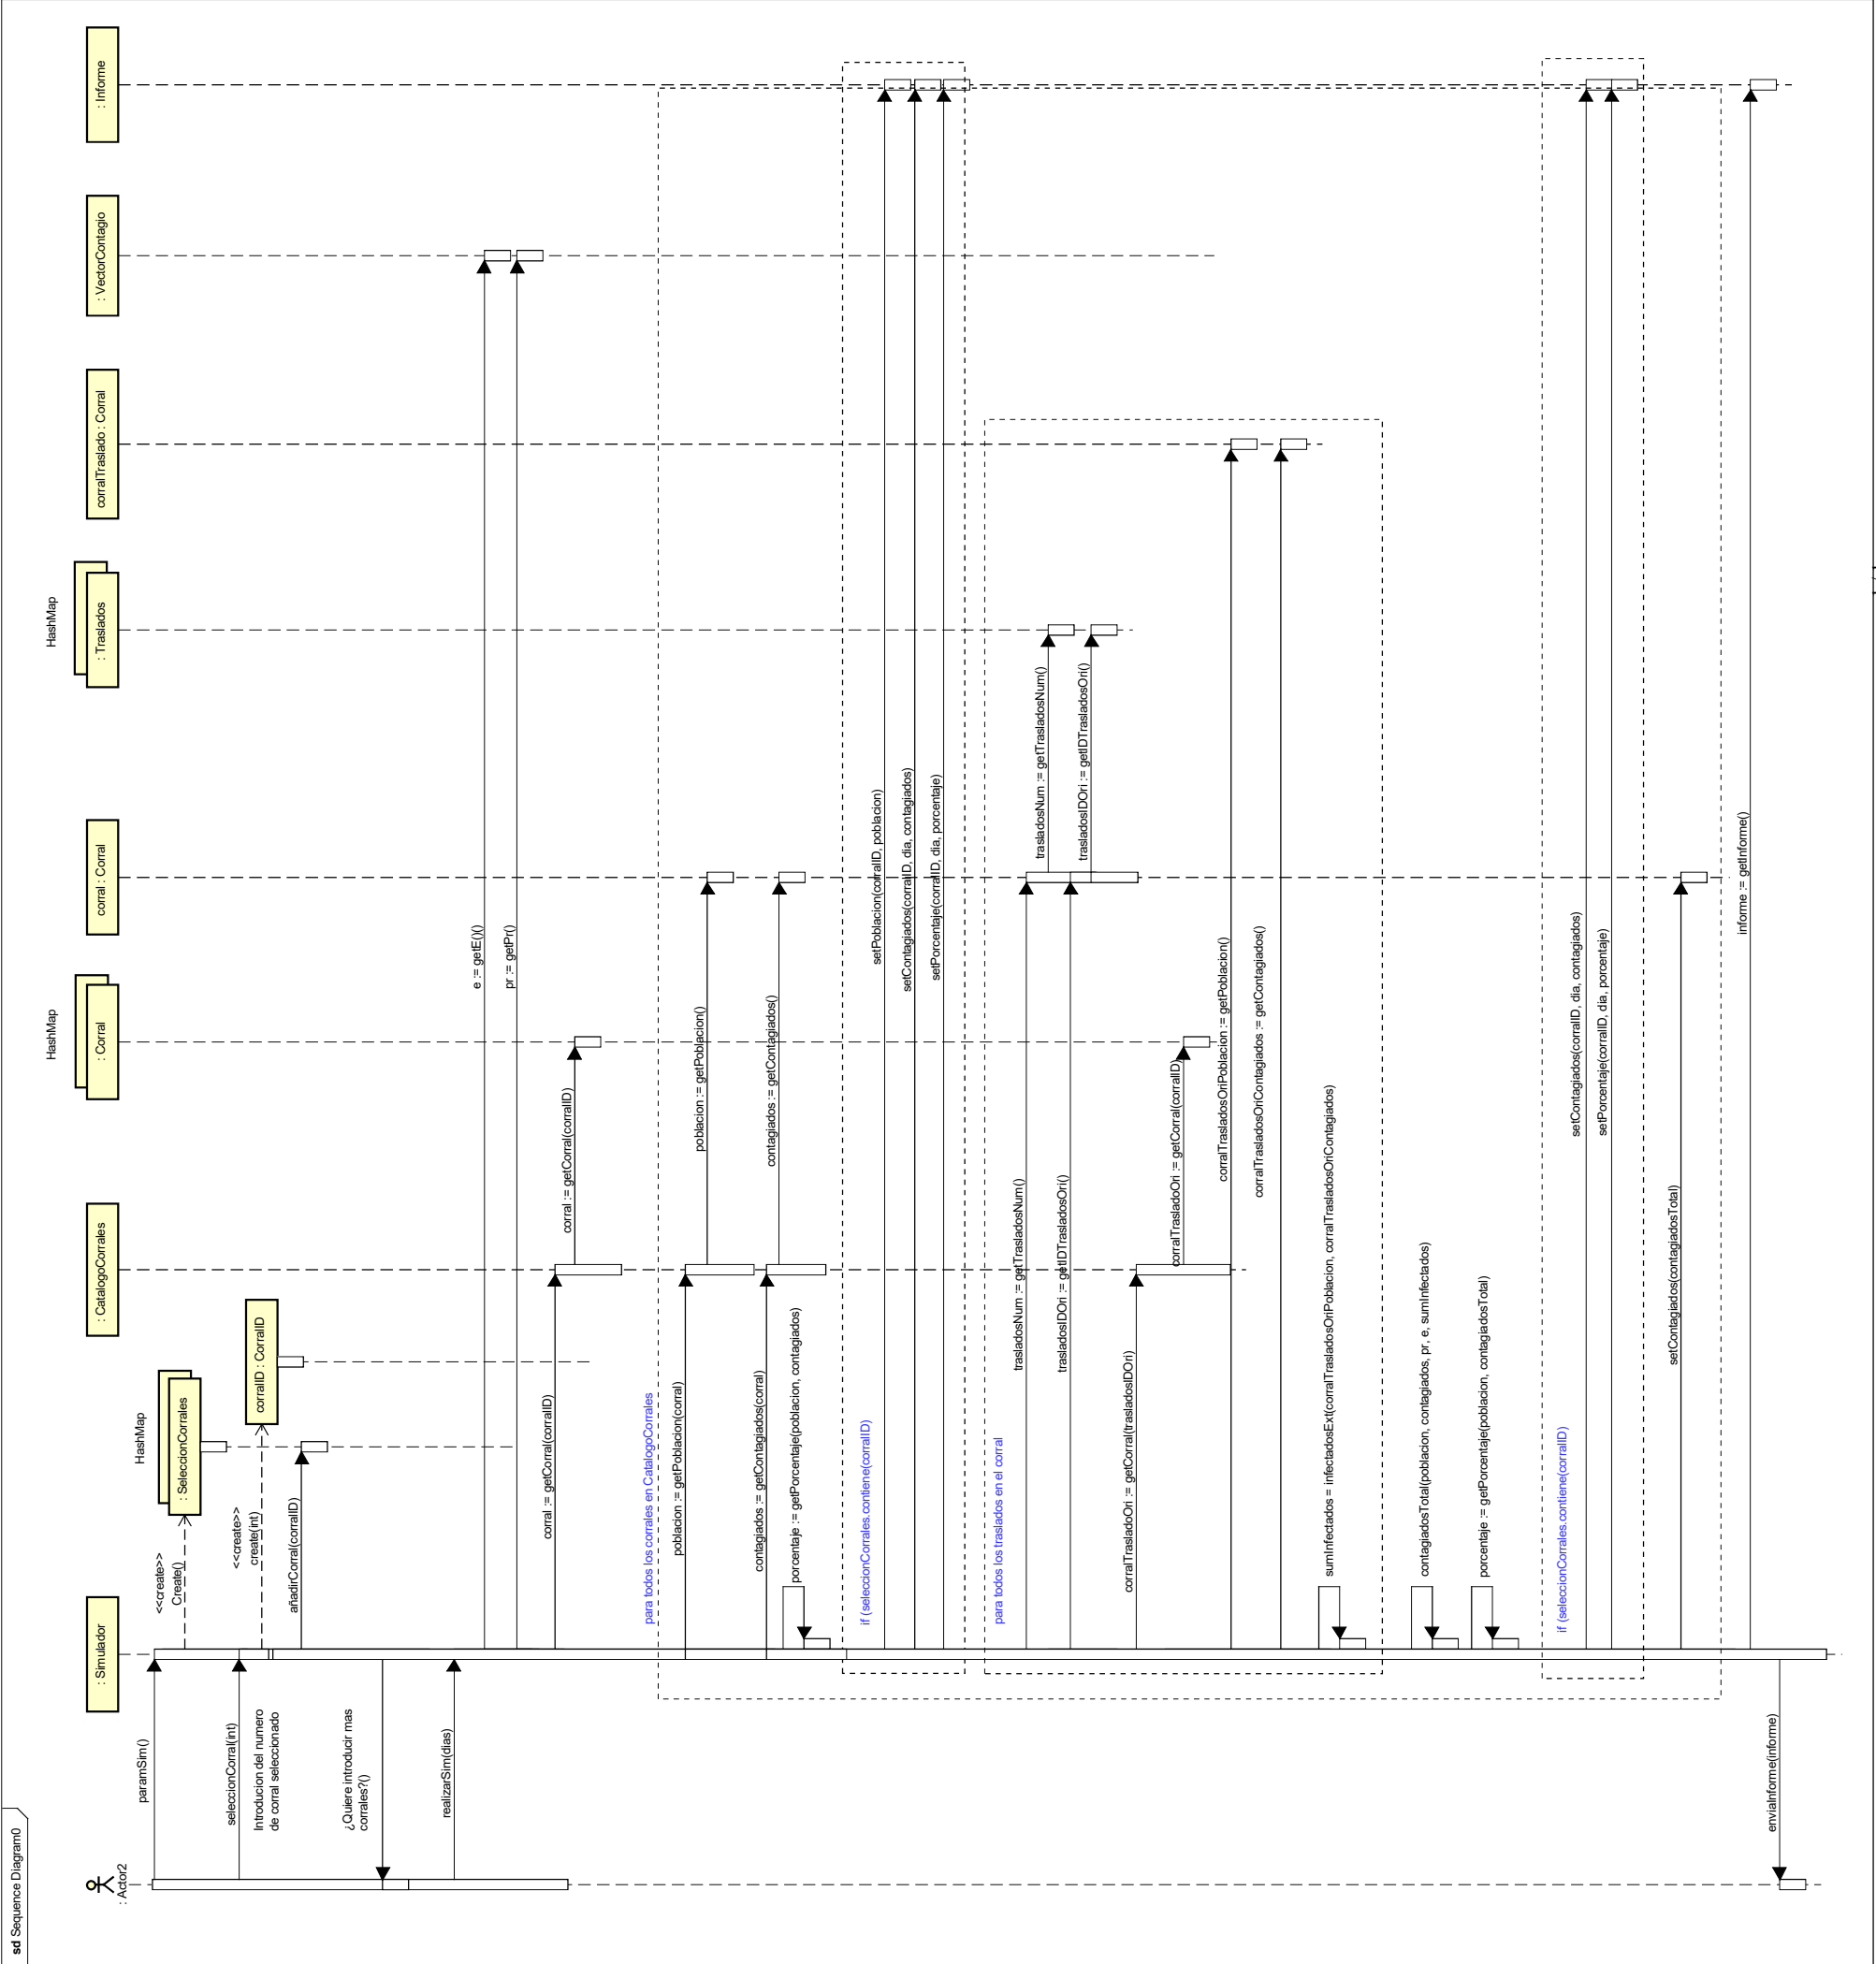 sd Sequence Diagram0
: Actor2
: Simulador
HashMap
: SeleccionCorrales
corralID : CorralID
: CatalogoCorrales
HashMap
: Corral
corral : Corral
HashMap
: Traslados
corralTraslado : Corral
: VectorContagio
: Informe
paramSim()
<<create>>
Create()
seleccionCorral(int)
Introducion del numero
de corral seleccionado
<<create>>
create(int)
añadirCorral(corralID)
¿Quiere introducir mas
corrales?()
realizarSim(dias)
e := getE()()
pr := getPr()
corral := getCorral(corralID)
corral := getCorral(corralID)
para todos los corrales en CatalogoCorrales
poblacion := getPoblacion(corral)
poblacion := getPoblacion()
contagiados := getContagiados(corral)
contagiados := getContagiados()
porcentaje := getPorcentaje(poblacion, contagiados)
if (seleccionCorrales.contiene(corralID)
setPoblacion(corralID, poblacion)
setContagiados(corralID, dia, contagiados)
setPorcentaje(corralID, dia, porcentaje)
para todos los traslados en el corral
trasladosNum := getTrasladosNum()
trasladosNum := getTrasladosNum()
trasladosIDOri := getIDTrasladosOri()
trasladosIDOri := getIDTrasladosOri()
corralTrasladoOri := getCorral(trasladosIDOri)
corralTrasladoOri := getCorral(corralID)
corralTrasladosOriPoblacion := getPoblacion()
corralTrasladosOriContagiados := getContagiados()
sumInfectados = infectadosExt(corralTrasladosOriPoblacion, corralTrasladosOriContagiados)
contagiadosTotal(poblacion, contagiados, pr, e, sumInfectados)
porcentaje := getPorcentaje(poblacion, contagiadosTotal)
if (seleccionCorrales.contiene(corralID)
setContagiados(corralID, dia, contagiados)
setPorcentaje(corralID, dia, porcentaje)
setContagiados(contagiadosTotal)
informe := getInforme()
enviaInforme(informe)